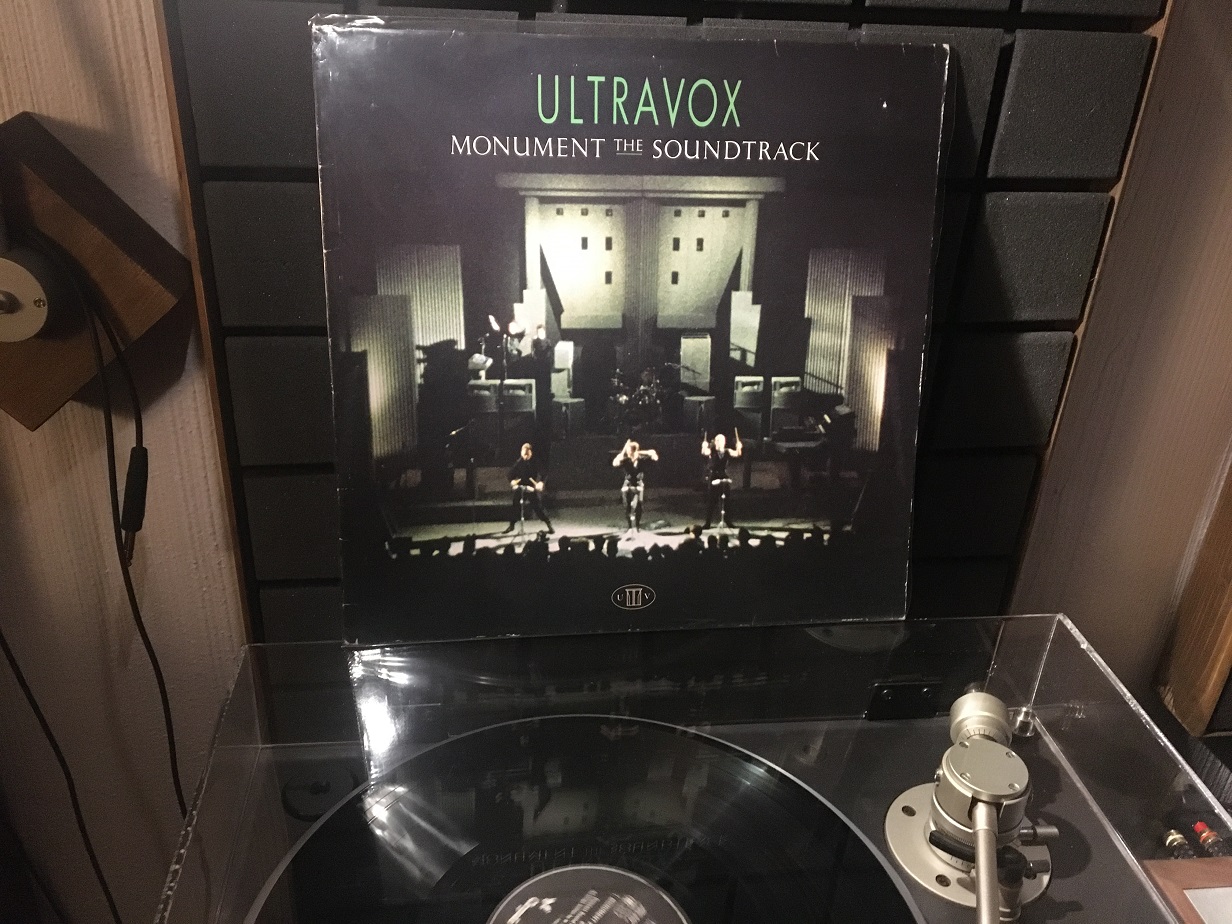 ULTRAVOX
MONUMENT THE SOUNDTRACK
U V